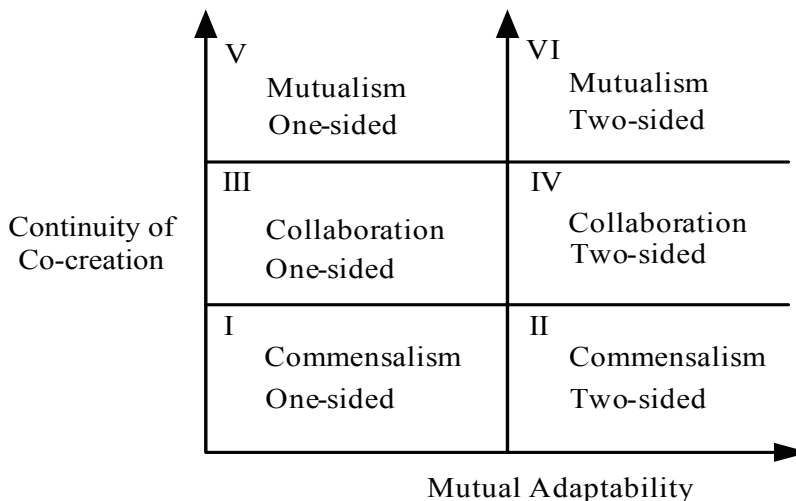 V
Mutualism
One-sided
VI
Mutualism
Two-sided
Continuity of
Co-creation
III
Collaboration
One-sided
IV
Collaboration
Two-sided
I
Commensalism
One-sided
II
Commensalism
Two-sided
Mutual Adaptability